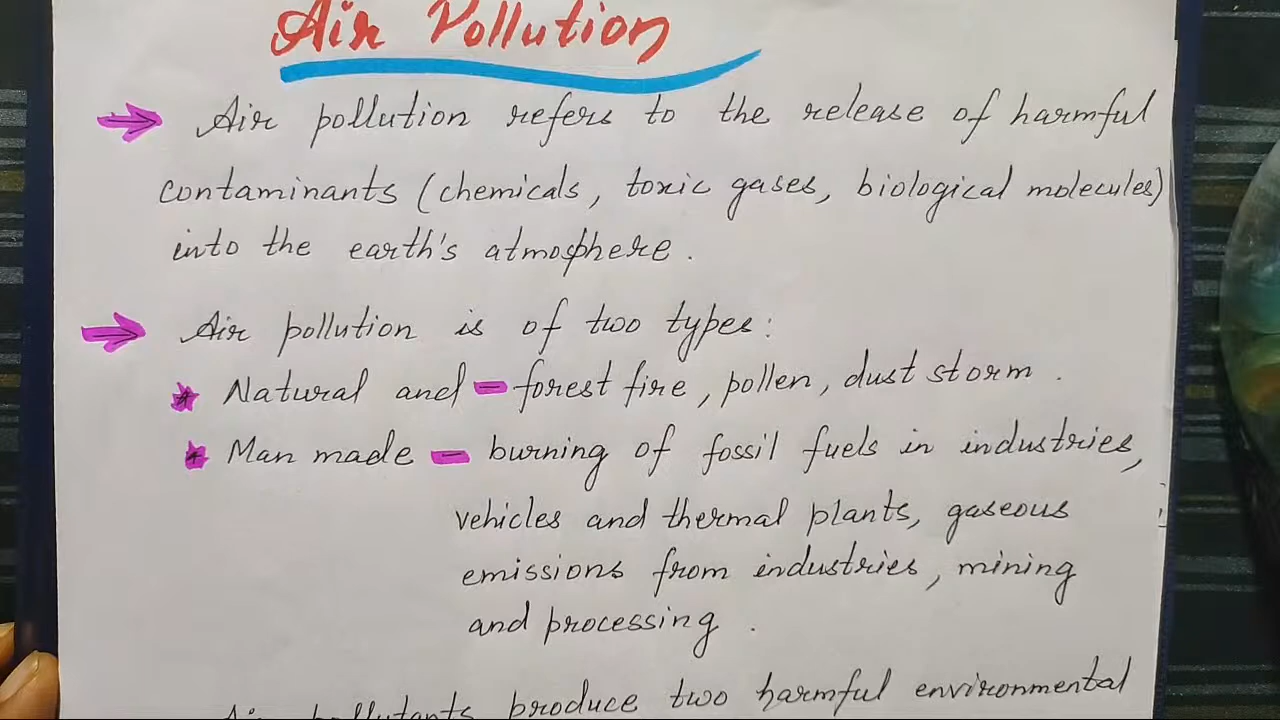 Air Pollution
Air pollution refers to the release of harmful
contaminants (chemicals, toxic gases, biological molecules)
into the earth's atmosphere.
Air pollution is of two types:
Natural and - forest fire, pollen, dust storm.
Man made - burning of fossil fuels in industries,
vehicles and thermal plants, gaseous
emissions from industries, mining
and processing.
Air pollutants produce two harmful environmental